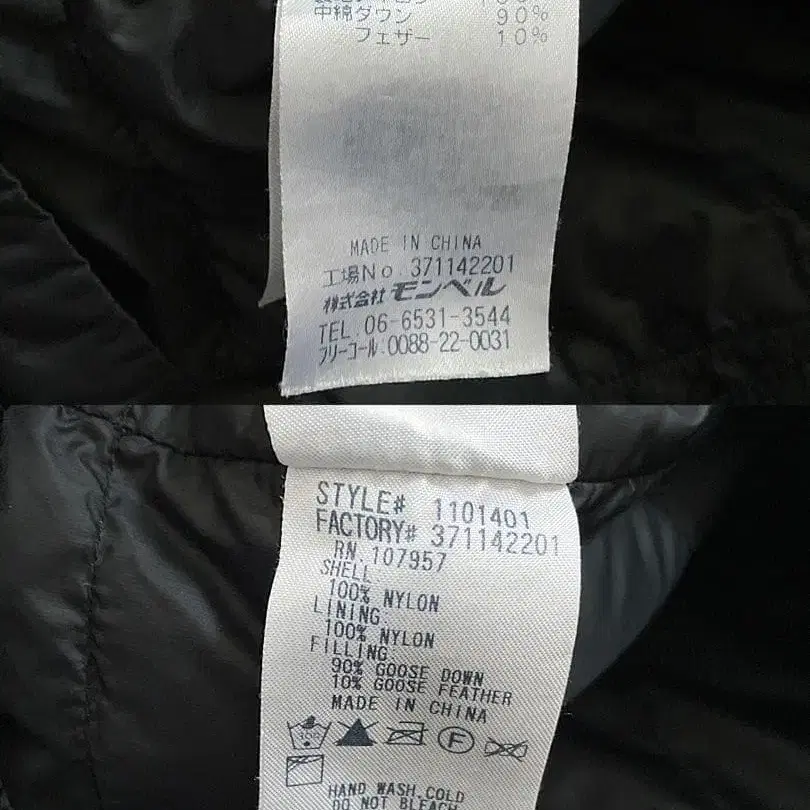 中綿ダウン 90%
フェザー 10%
MADE IN CHINA
工場No. 371142201
株式会社 モンベル
TEL.06-6531-3544
フリーコール.0088-22-0031
STYLE# 1101401
FACTORY# 371142201
RN 107957
SHELL
100% NYLON
LINING
100% NYLON
FILLING
90% GOOSE DOWN
10% GOOSE FEATHER
MADE IN CHINA
F
HAND WASH,COLD
DO NOT BLEACH